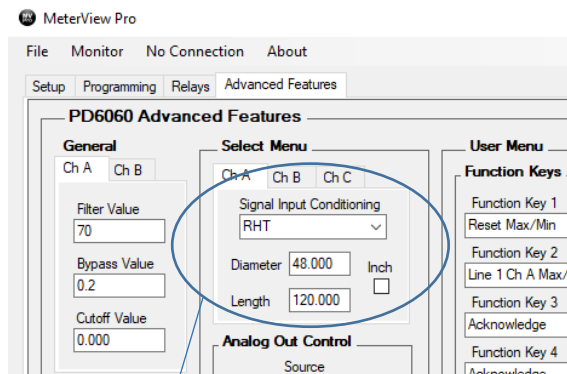 MV PRO MeterView Pro
File Monitor No Connection About
Setup Programming Relays Advanced Features
PD6060 Advanced Features
General Select Menu User Menu
Ch A Ch B Ch A Ch B Ch C Function Keys
Filter Value Signal Input Conditioning Function Key 1
70 RHT Reset Max/Min
Bypass Value Diameter 48.000 Inch Function Key 2
0.2 Length 120.000 Line 1 Ch A Max/
Cutoff Value Function Key 3
0.000 Analog Out Control Acknowledge
Source Function Key 4
Acknowledge